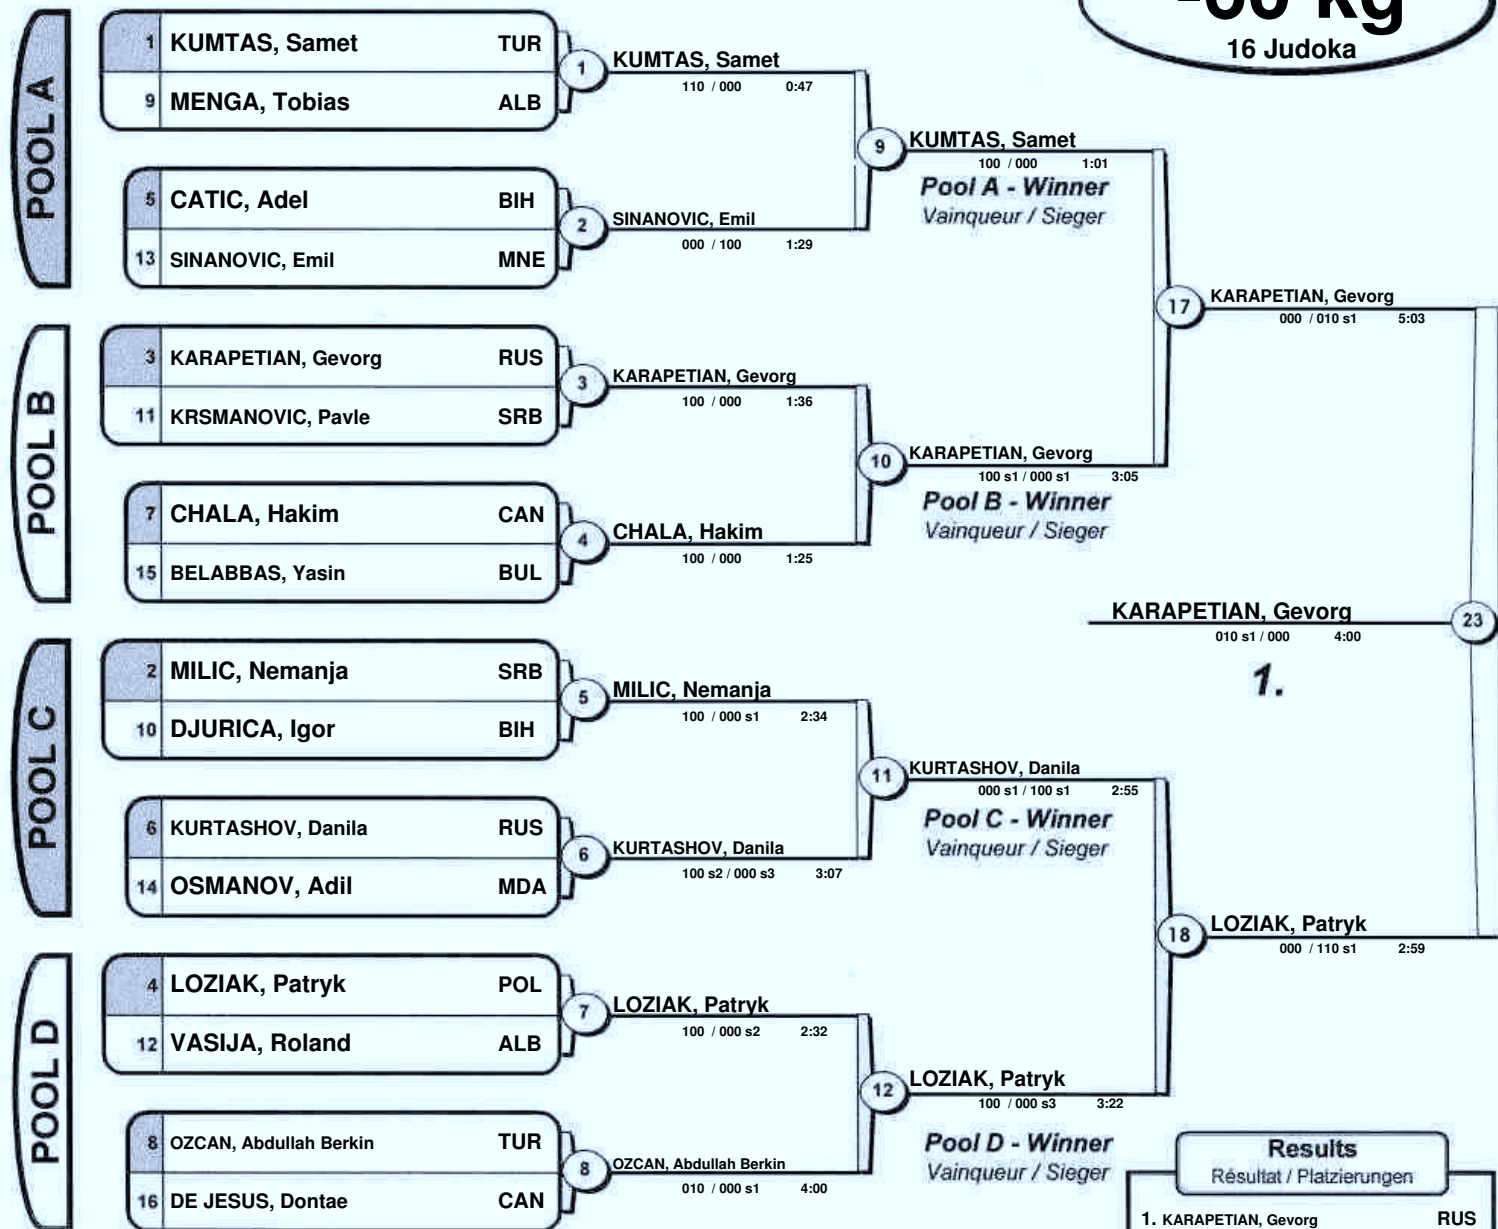 -60 kg
16 Judoka
POOL A
1 KUMTAS, Samet TUR
9 MENGA, Tobias ALB
1
KUMTAS, Samet
110 / 000 0:47
5 CATIC, Adel BIH
13 SINANOVIC, Emil MNE
2
SINANOVIC, Emil
000 / 100 1:29
9
KUMTAS, Samet
100 / 000 1:01
Pool A - Winner
Vainqueur / Sieger
POOL B
3 KARAPETIAN, Gevorg RUS
11 KRSMANOVIC, Pavle SRB
3
KARAPETIAN, Gevorg
100 / 000 1:36
7 CHALA, Hakim CAN
15 BELABBAS, Yasin BUL
4
CHALA, Hakim
100 / 000 1:25
10
KARAPETIAN, Gevorg
100 s1 / 000 s1 3:05
Pool B - Winner
Vainqueur / Sieger
17
KARAPETIAN, Gevorg
000 / 010 s1 5:03
KARAPETIAN, Gevorg
010 s1 / 000 4:00
23
1.
POOL C
2 MILIC, Nemanja SRB
10 DJURICA, Igor BIH
5
MILIC, Nemanja
100 / 000 s1 2:34
6 KURTASHOV, Danila RUS
14 OSMANOV, Adil MDA
6
KURTASHOV, Danila
100 s2 / 000 s3 3:07
11
KURTASHOV, Danila
000 s1 / 100 s1 2:55
Pool C - Winner
Vainqueur / Sieger
18
LOZIAK, Patryk
000 / 110 s1 2:59
POOL D
4 LOZIAK, Patryk POL
12 VASIJA, Roland ALB
7
LOZIAK, Patryk
100 / 000 s2 2:32
8 OZCAN, Abdullah Berkin TUR
16 DE JESUS, Dontae CAN
8
OZCAN, Abdullah Berkin
010 / 000 s1 4:00
12
LOZIAK, Patryk
100 / 000 s3 3:22
Pool D - Winner
Vainqueur / Sieger
Results
Résultat / Platzierungen
1. KARAPETIAN, Gevorg RUS